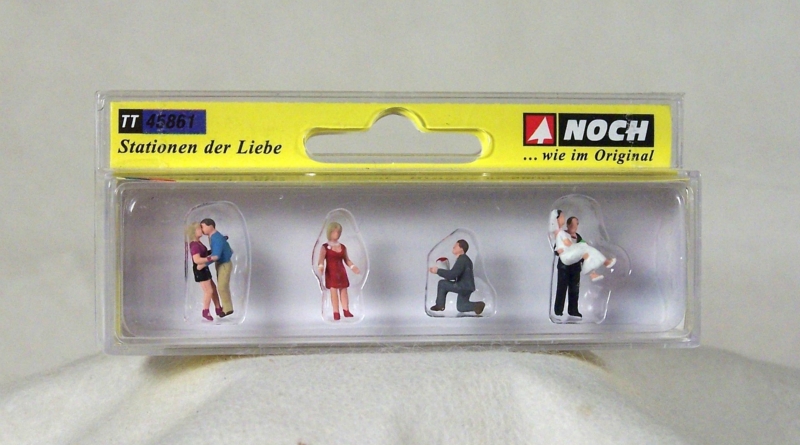 TT 45861
Stationen der Liebe
NOCH
... wie im Original